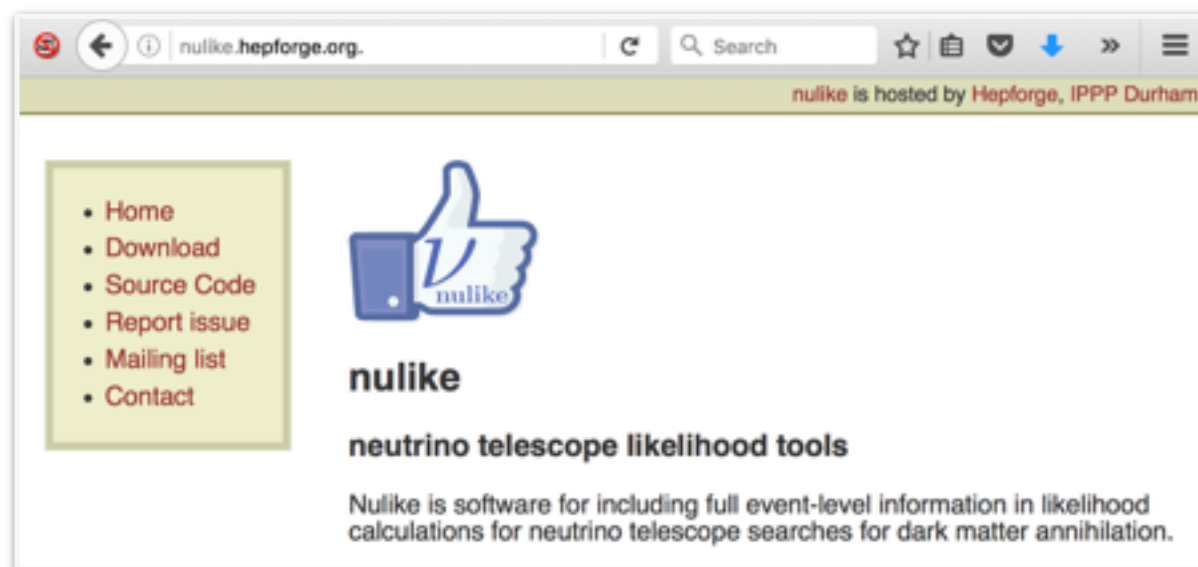 nulike.hepforge.org.
Search
nulike is hosted by Hepforge, IPPP Durham
Home
Download
Source Code
Report issue
Mailing list
Contact
ν
nulike
nulike
neutrino telescope likelihood tools
Nulike is software for including full event-level information in likelihood
calculations for neutrino telescope searches for dark matter annihilation.